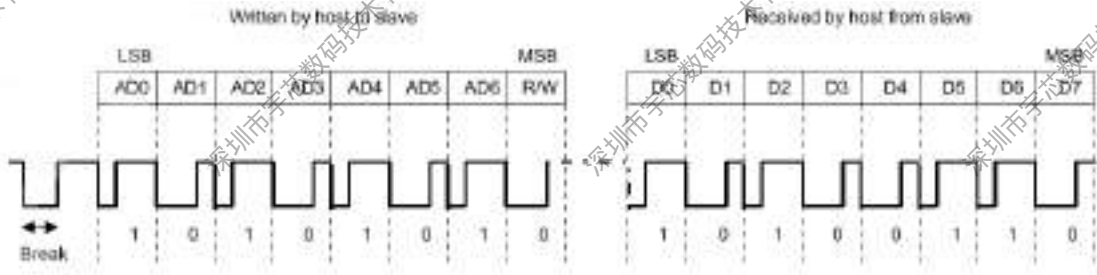 Written by host to slave
Received by host from slave
LSB MSB LSB MSB
AD0 AD1 AD2 AD3 AD4 AD5 AD6 R/W D0 D1 D2 D3 D4 D5 D6 D7
1 0 1 0 1 0 1 0 1 0 1 0 0 1 1 0
Break
深圳市宇芯数码技术
深圳市宇芯数码技术
深圳市宇芯数码